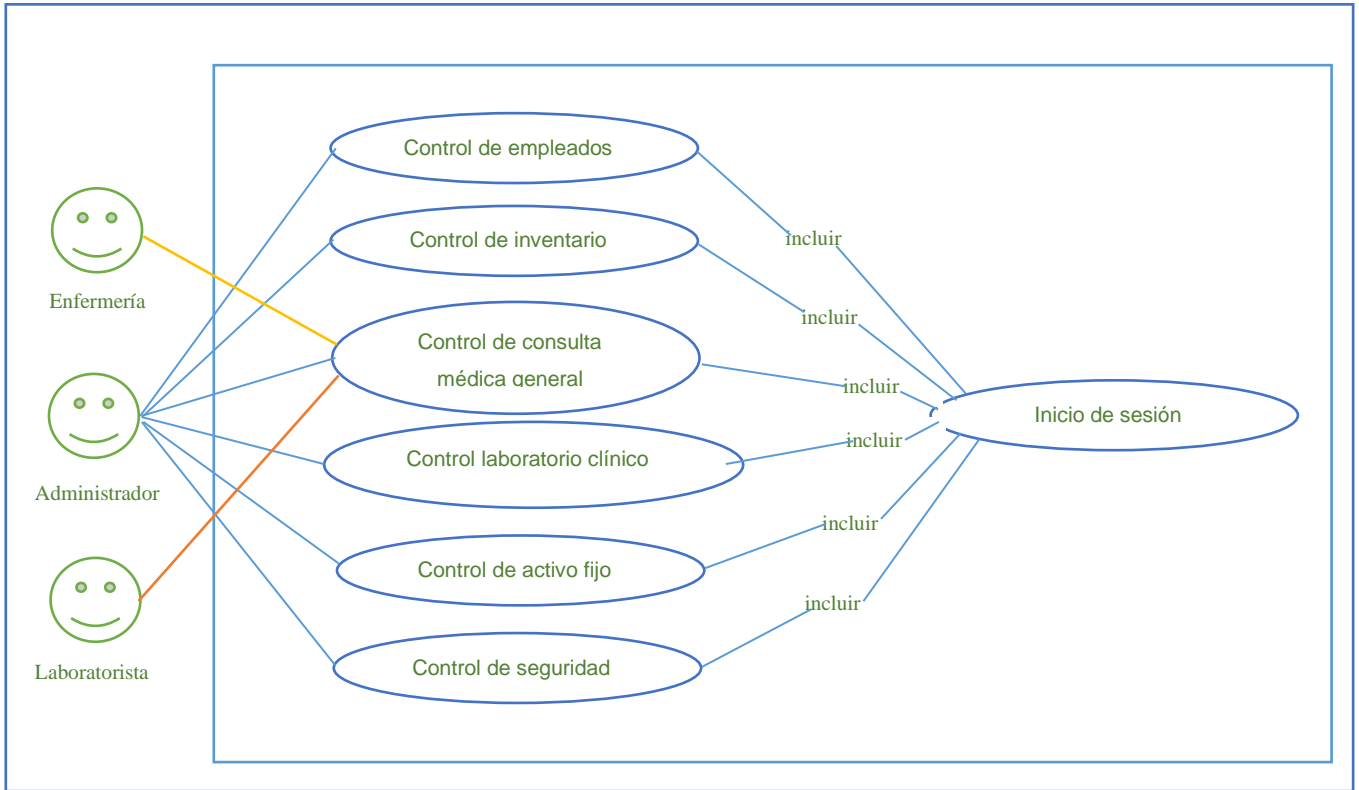 Control de empleados
Control de inventario
incluir
Enfermería
incluir
Control de consulta
médica general
incluir
Inicio de sesión
incluir
Control laboratorio clínico
Administrador
incluir
Control de activo fijo
incluir
Control de seguridad
Laboratorista